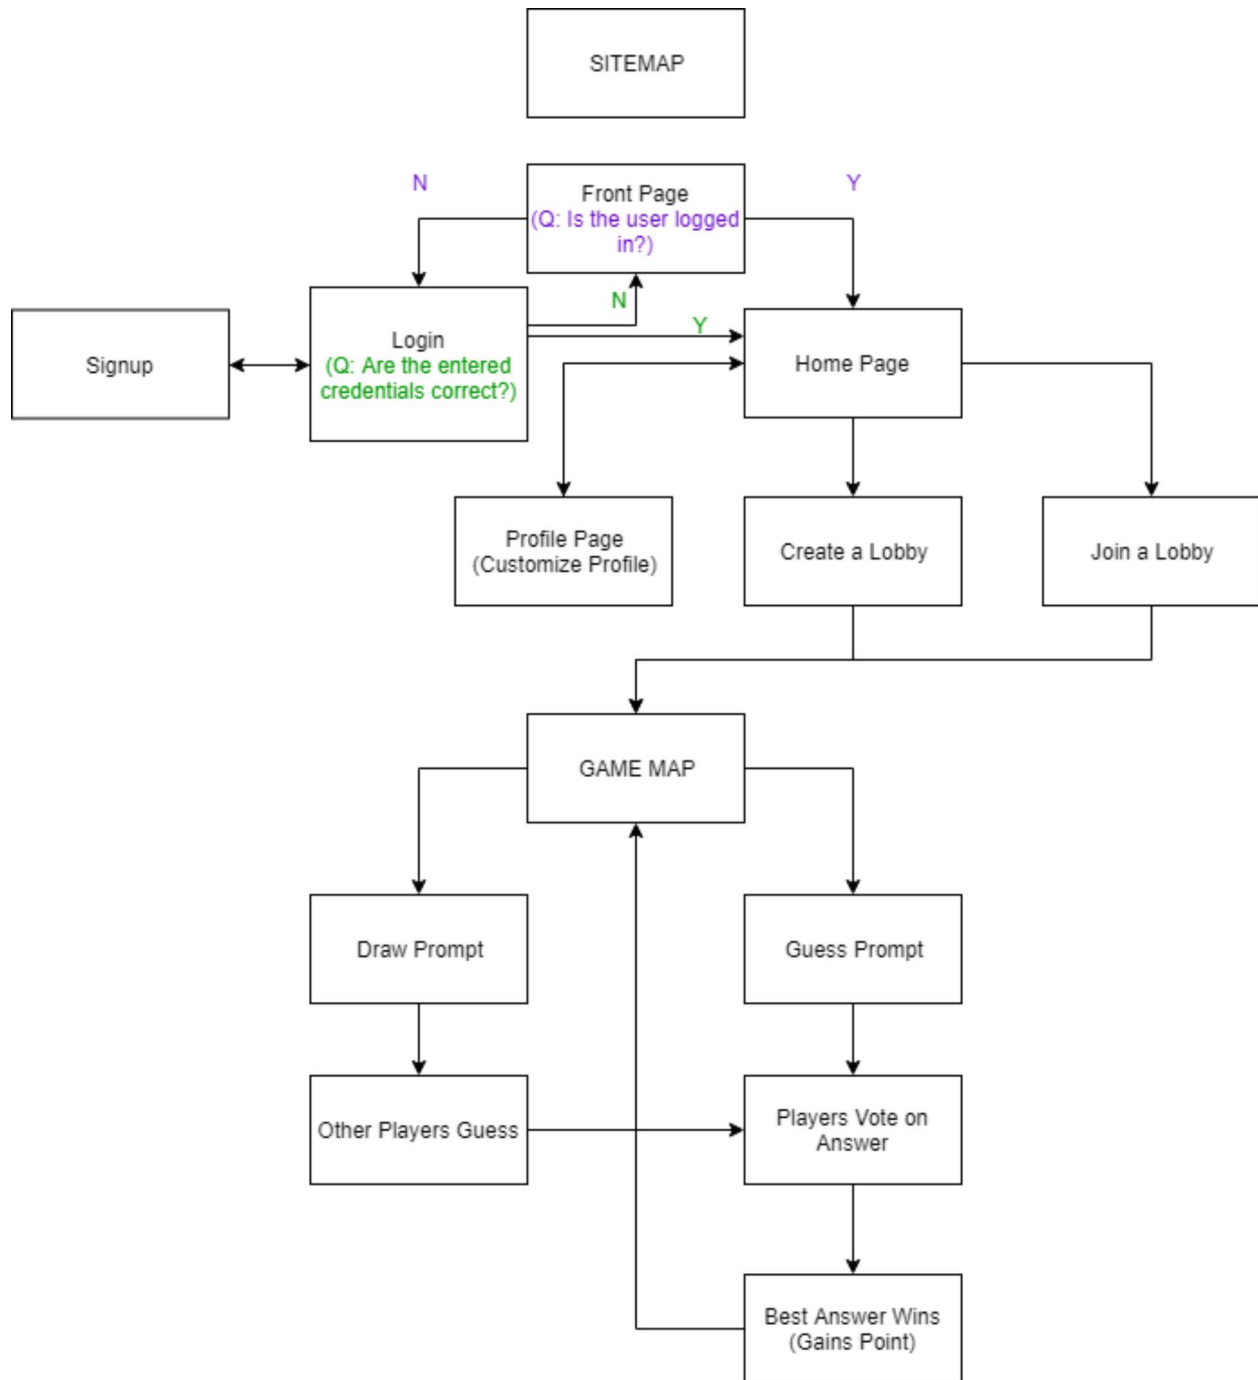 SITEMAP
N
Front Page
(Q: Is the user logged
in?)
Y
N
Y
Signup
Login
(Q: Are the entered
credentials correct?)
Home Page
Profile Page
(Customize Profile)
Create a Lobby
Join a Lobby
GAME MAP
Draw Prompt
Guess Prompt
Other Players Guess
Players Vote on
Answer
Best Answer Wins
(Gains Point)